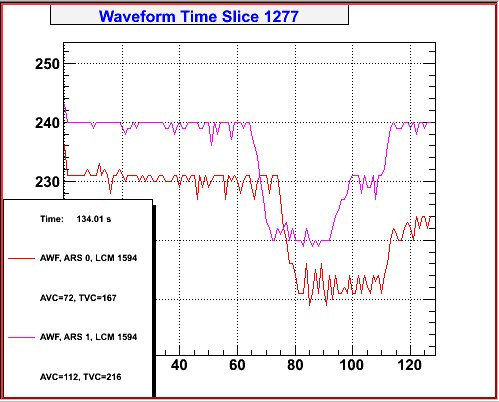 Waveform Time Slice 1277
250
240
230
Time: 134.01 s
AWF, ARS 0, LCM 1594
AVC=72, TVC=167
AWF, ARS 1, LCM 1594
AVC=112, TVC=216
40 60 80 100 120